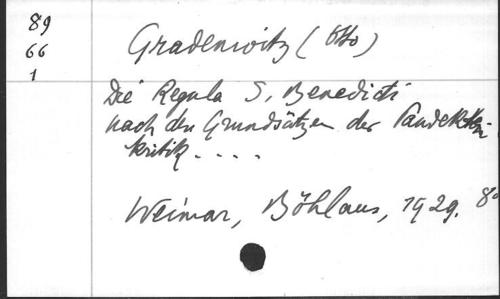 89
66
1
Gradenwitz (Otto)
Die Regula S. Benedicti
nach den Grundsätzen der Pandekten-
kritik . . . .
Weimar, Böhlaus, 1929. 8°